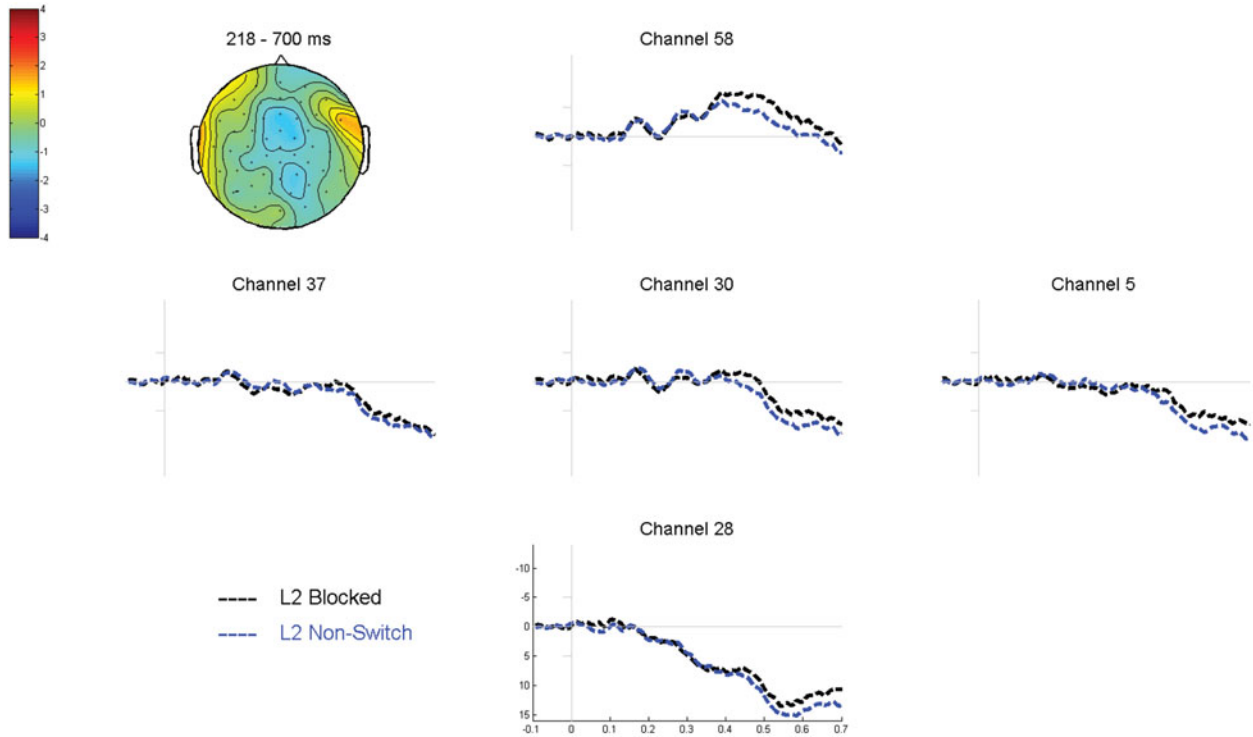 4
3
2
1
0
-1
-2
-3
-4
218 - 700 ms
Channel 58
Channel 37
Channel 30
Channel 5
Channel 28
-10
-5
0
5
10
15
-0.1 0 0.1 0.2 0.3 0.4 0.5 0.6 0.7
L2 Blocked
L2 Non-Switch